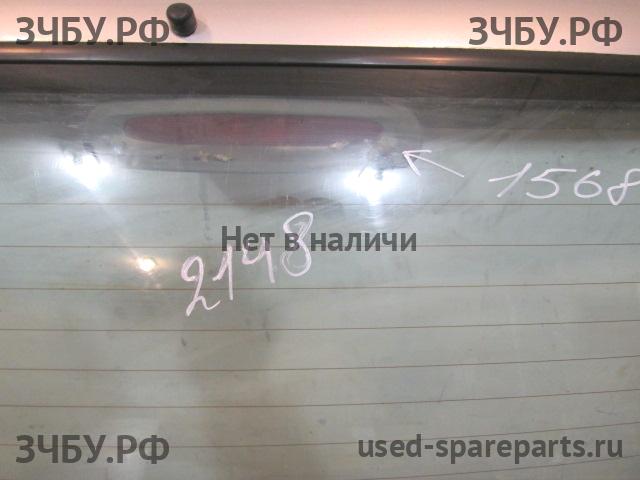 ЗЧБУ.РФ ЗЧБУ.РФ
1568
Нет в наличи
2148
ЗЧБУ.РФ used-spareparts.ru